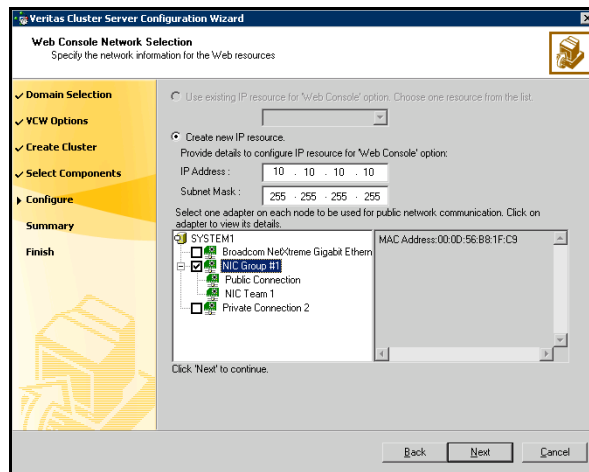 Veritas Cluster Server Configuration Wizard
Web Console Network Selection
Specify the network information for the Web resources
Domain Selection
VCW Options
Create Cluster
Select Components
Configure
Summary
Finish
Use existing IP resource for 'Web Console' option. Choose one resource from the list.
Create new IP resource.
Provide details to configure IP resource for 'Web Console' option:
IP Address : 10 . 10 . 10 . 10
Subnet Mask : 255 . 255 . 255 . 255
Select one adapter on each node to be used for public network communication. Click on
adapter to view its details.
SYSTEM1
Broadcom NetXtreme Gigabit Ethern
NIC Group #1
Public Connection
NIC Team 1
Private Connection 2
MAC Address:00:0D:56:B8:1F:C9
Click 'Next' to continue.
Back
Next
Cancel